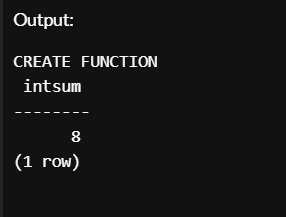 Output:
CREATE FUNCTION
 intsum
--------
      8
(1 row)